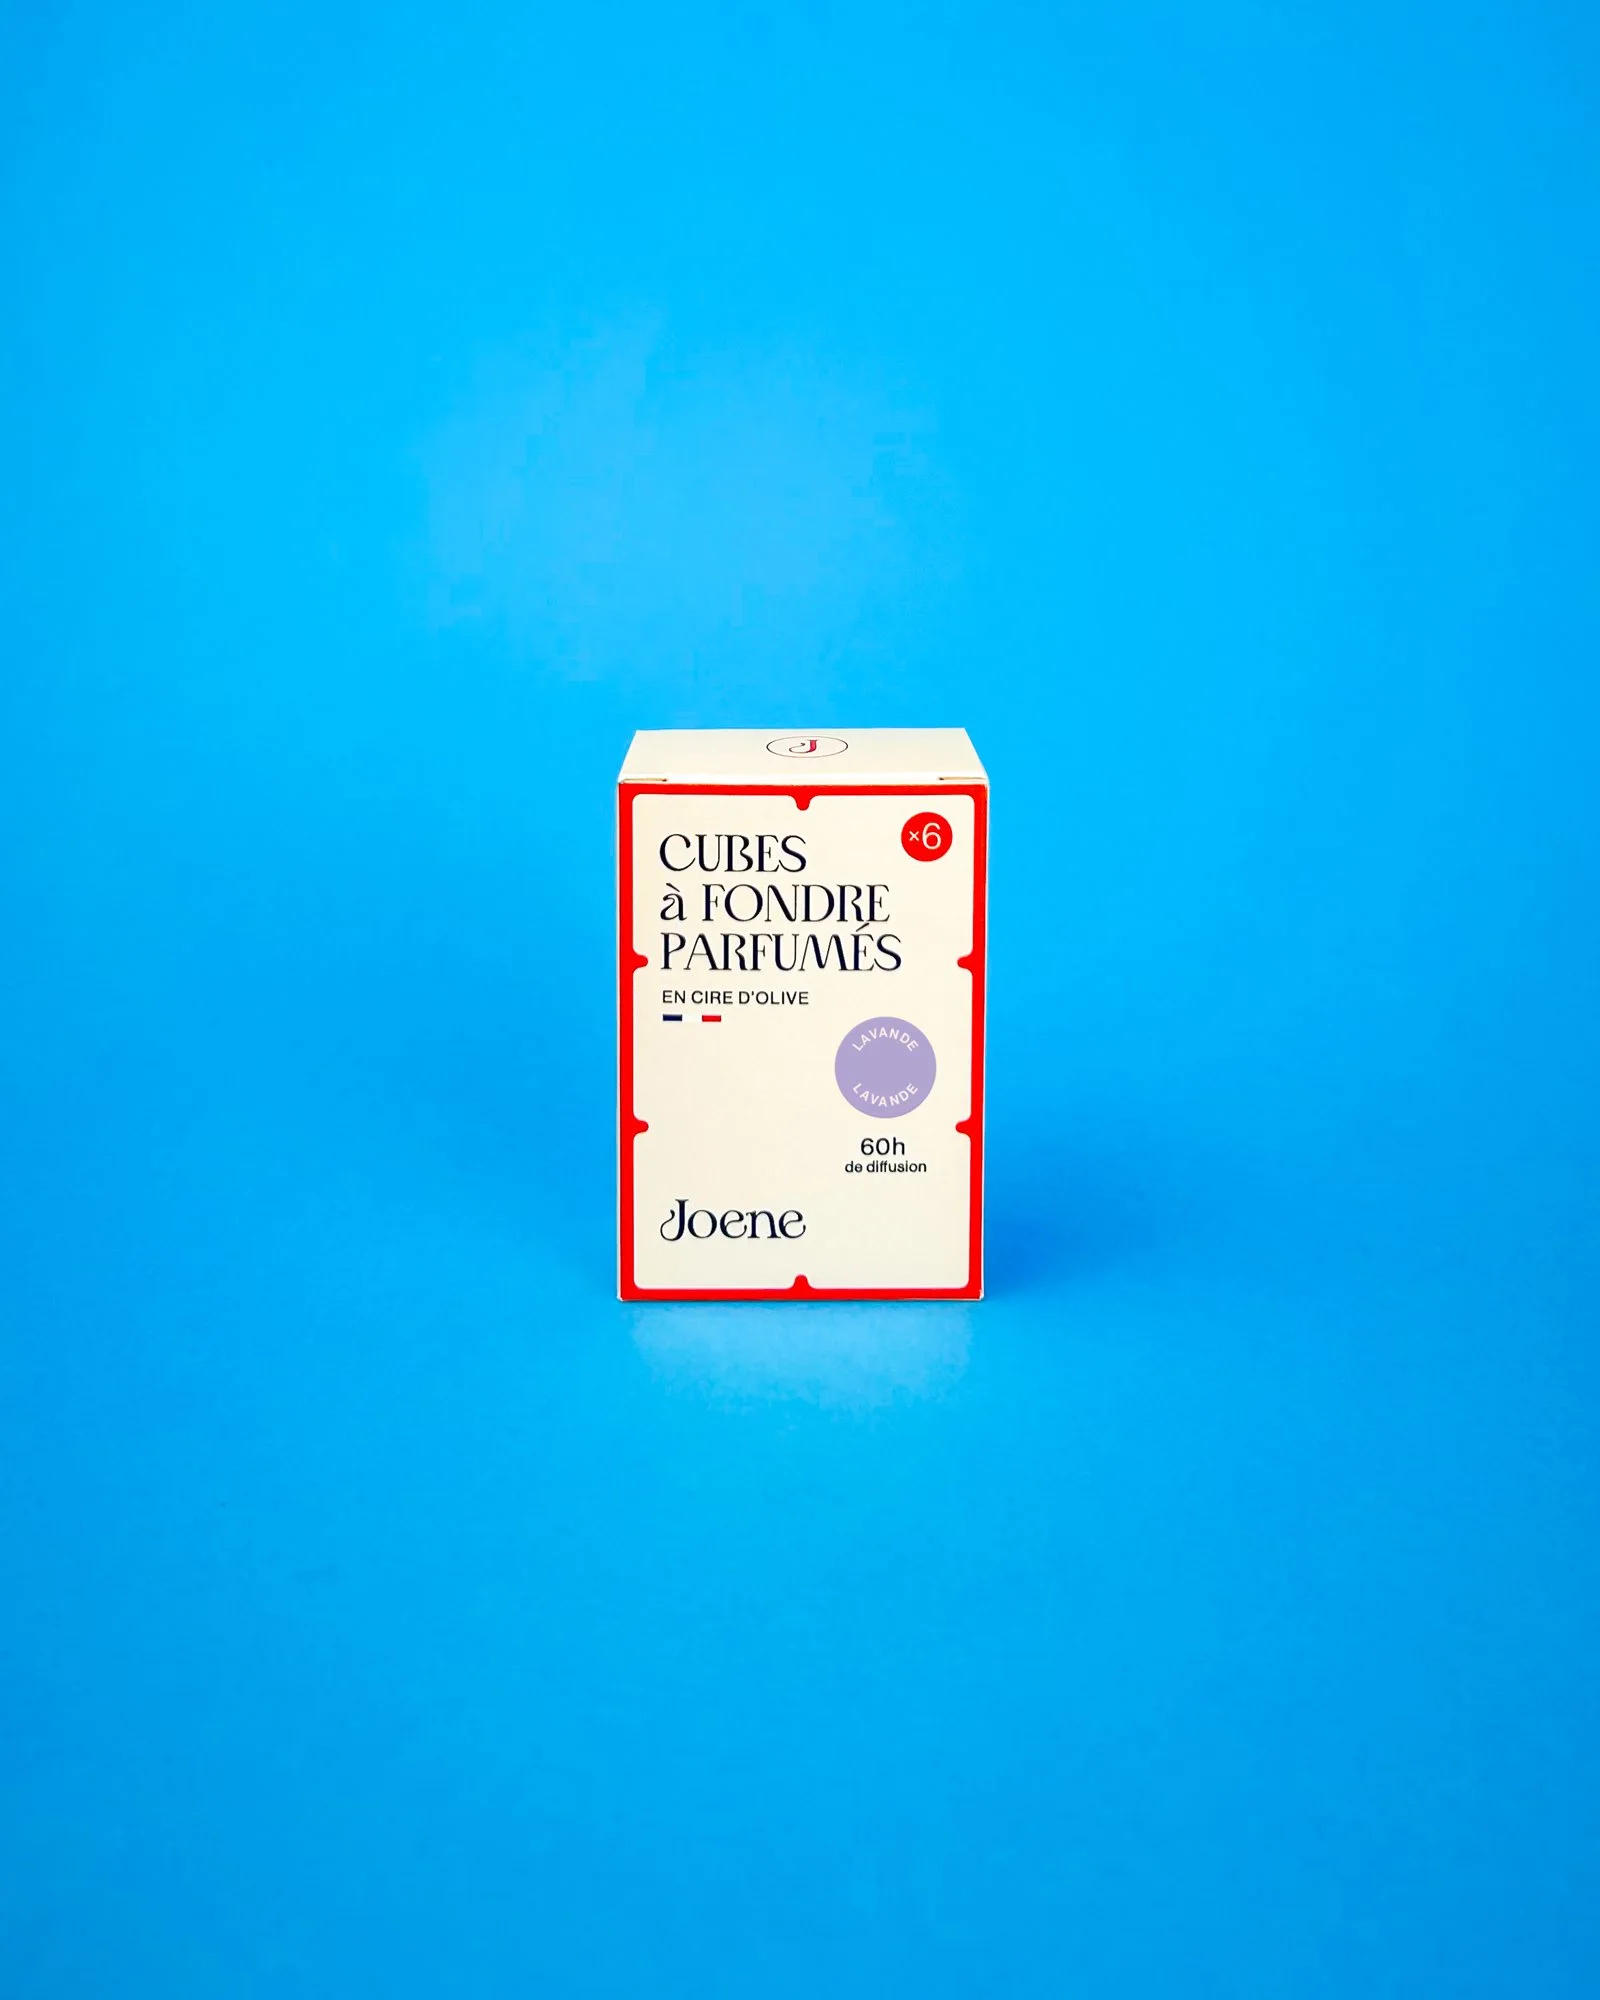 J
×6
CUBES
à FONDRE
PARFUMÉS
EN CIRE D'OLIVE
LAVANDE
LAVANDE
60h
de diffusion
Joene